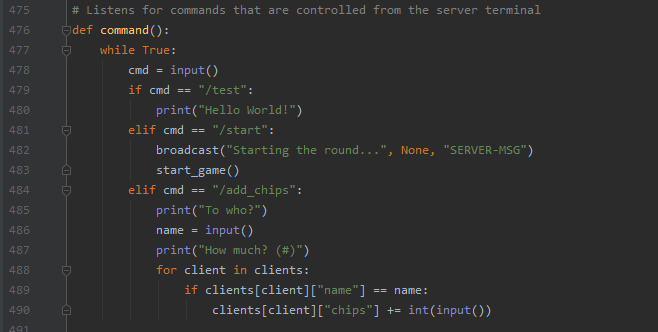 475 # Listens for commands that are controlled from the server terminal
476 def command():
477     while True:
478         cmd = input()
479         if cmd == "/test":
480             print("Hello World!")
481         elif cmd == "/start":
482             broadcast("Starting the round...", None, "SERVER-MSG")
483             start_game()
484         elif cmd == "/add_chips":
485             print("To who?")
486             name = input()
487             print("How much? (#)")
488             for client in clients:
489                 if clients[client]["name"] == name:
490                     clients[client]["chips"] += int(input())
491